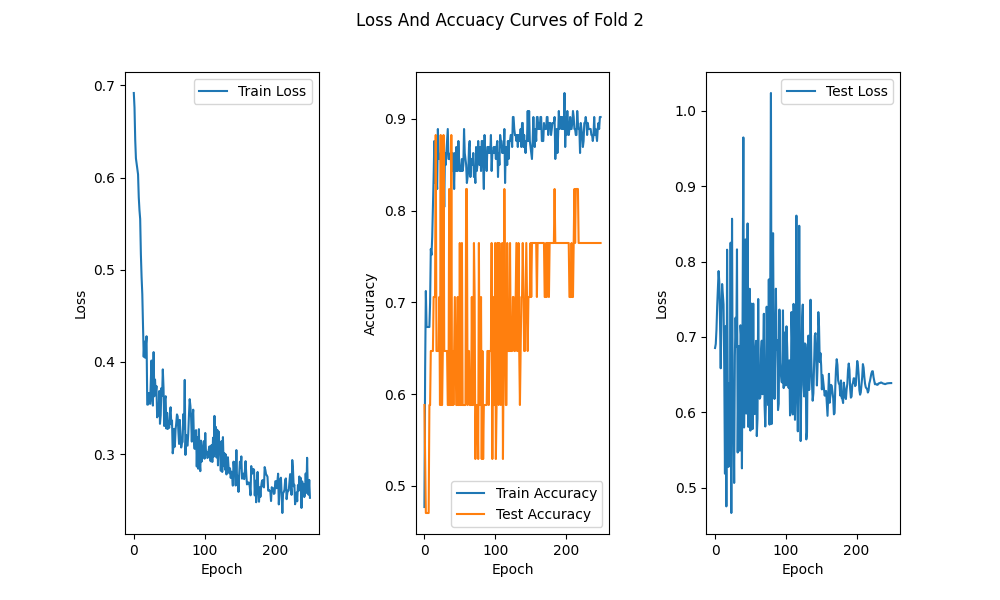 Loss And Accuacy Curves of Fold 2
Train Loss
0.7
0.6
0.5
0.4
0.3
Loss
0
100
200
Epoch
0.9
0.8
0.7
0.6
0.5
Accuracy
Train Accuracy
Test Accuracy
0
100
200
Epoch
Test Loss
1.0
0.9
0.8
0.7
0.6
0.5
Loss
0
100
200
Epoch